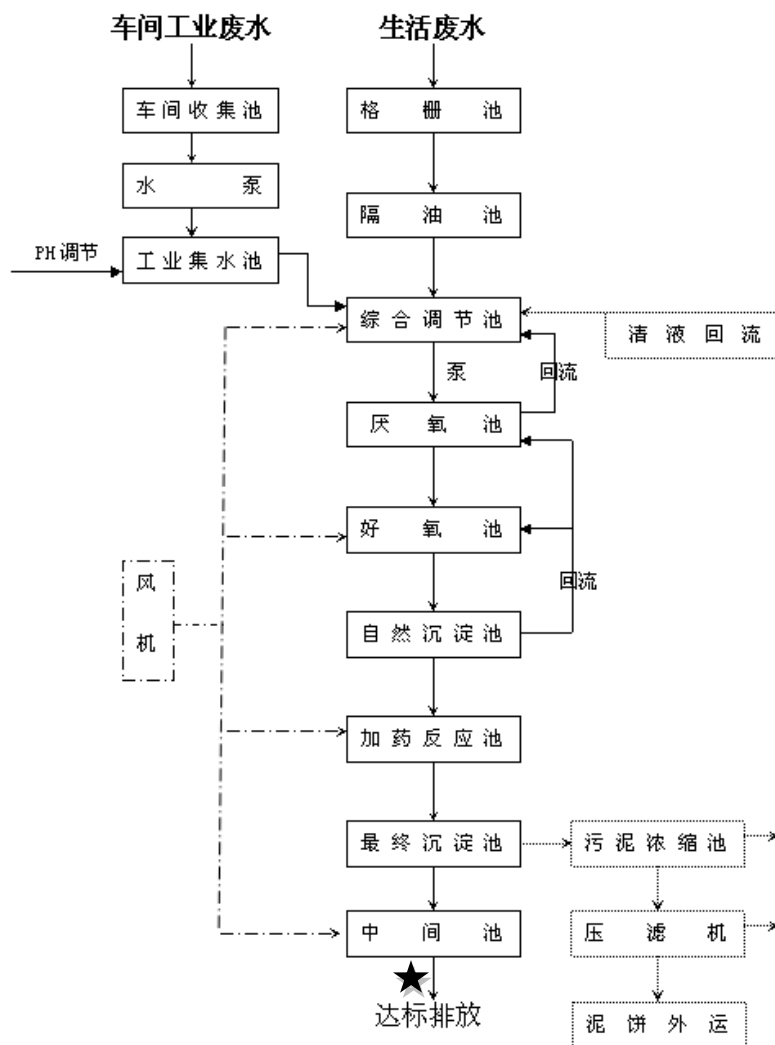 车间工业废水
生活废水
车间收集池
格栅池
水泵
隔油池
PH调节
工业集水池
综合调节池
清液回流
泵
回流
厌氧池
好氧池
风机
回流
自然沉淀池
加药反应池
最终沉淀池
污泥浓缩池
中间池
压滤机
达标排放
泥饼外运